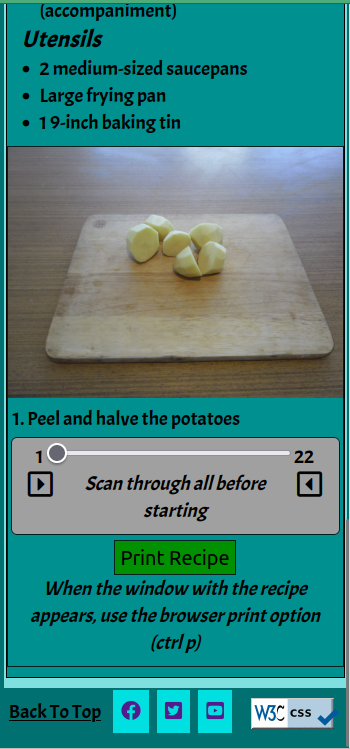 (accompaniment)
Utensils
• 2 medium-sized saucepans
• Large frying pan
• 1 9-inch baking tin
1. Peel and halve the potatoes
1 22
Scan through all before
starting
Print Recipe
When the window with the recipe
appears, use the browser print option
(ctrl p)
Back To Top
W3C css